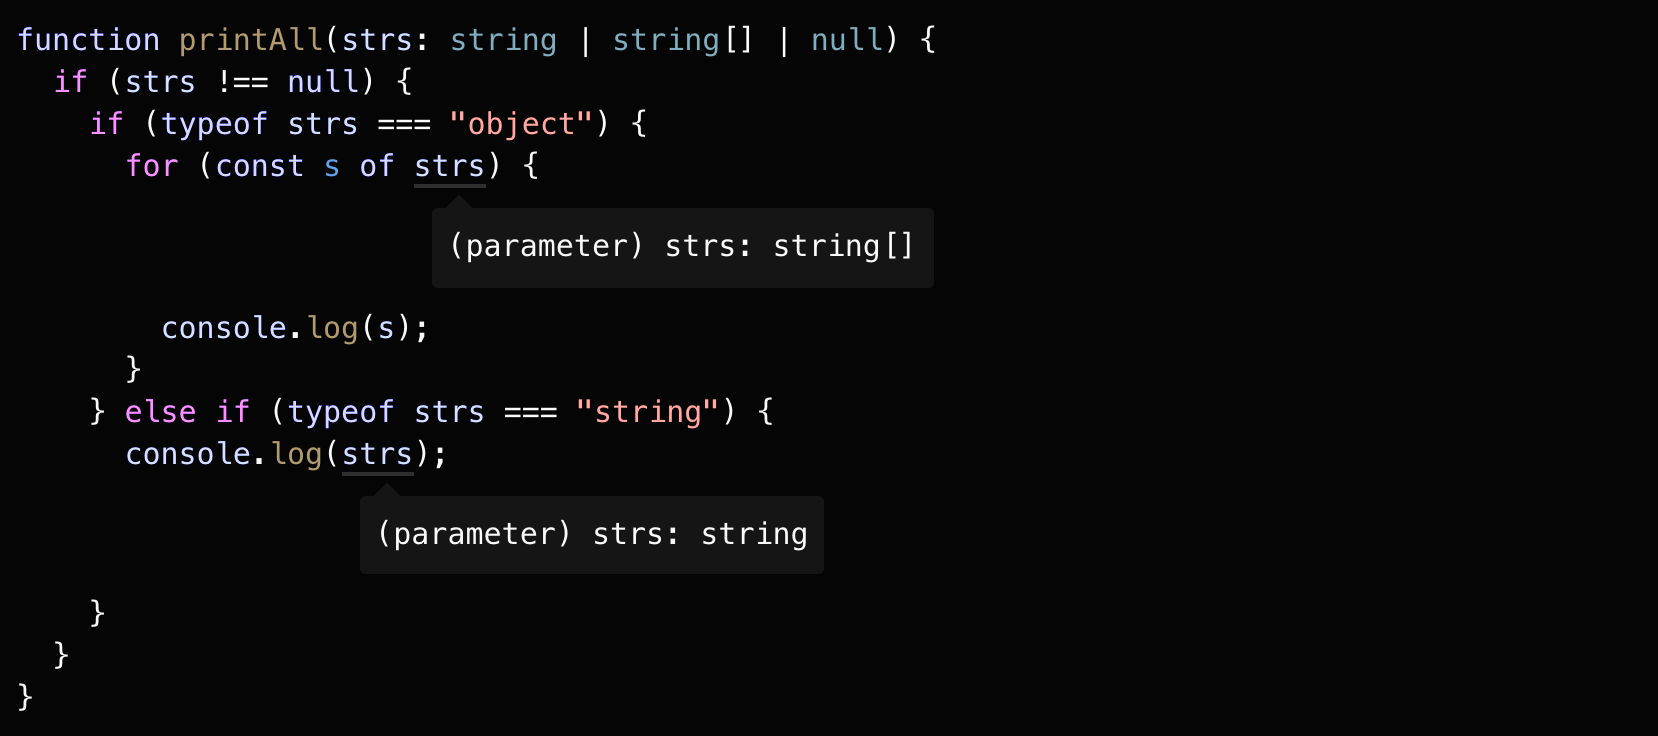 function printAll(strs: string | string[] | null) {
  if (strs !== null) {
    if (typeof strs === "object") {
      for (const s of strs) {
(parameter) strs: string[]
        console.log(s);
      }
    } else if (typeof strs === "string") {
      console.log(strs);
(parameter) strs: string
    }
  }
}